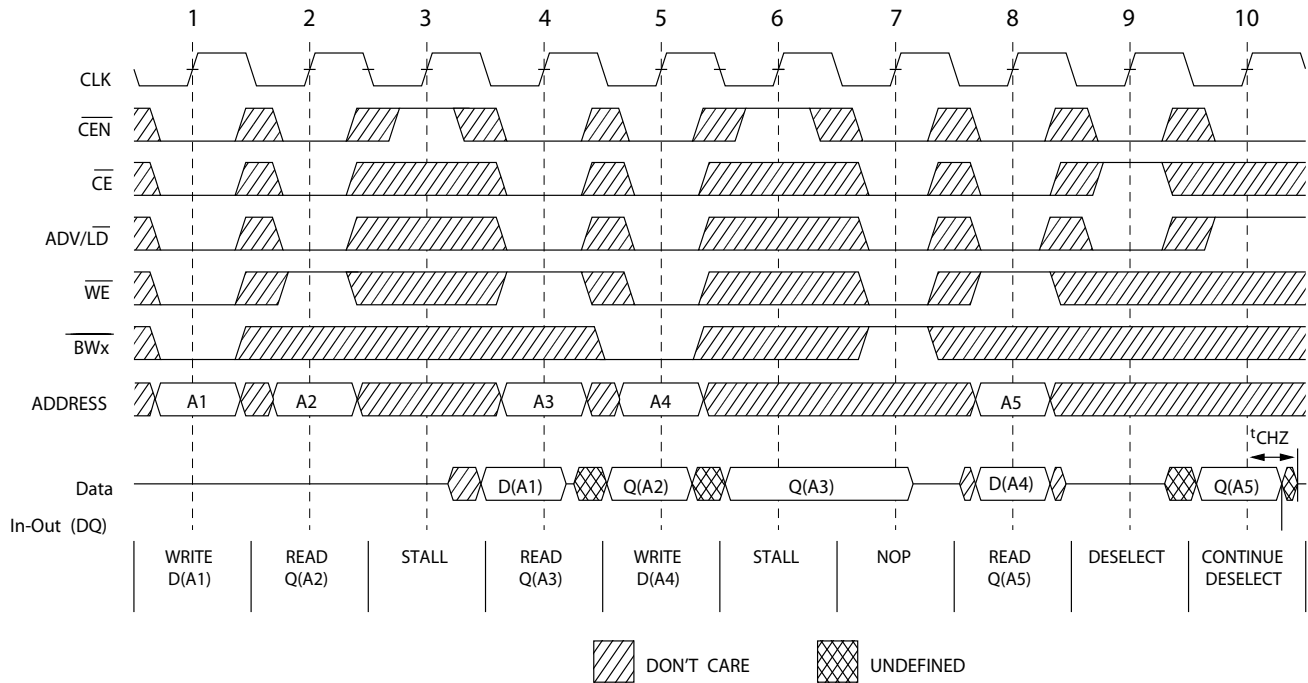 1 2 3 4 5 6 7 8 9 10
CLK
CEN
CE
ADV/LD
WE
BWx
ADDRESS A1 A2 A3 A4 A5
tCHZ
Data D(A1) Q(A2) Q(A3) D(A4) Q(A5)
In-Out (DQ)
WRITE READ STALL READ WRITE STALL NOP READ DESELECT CONTINUE
D(A1) Q(A2) Q(A3) D(A4) Q(A5) DESELECT
DON'T CARE UNDEFINED